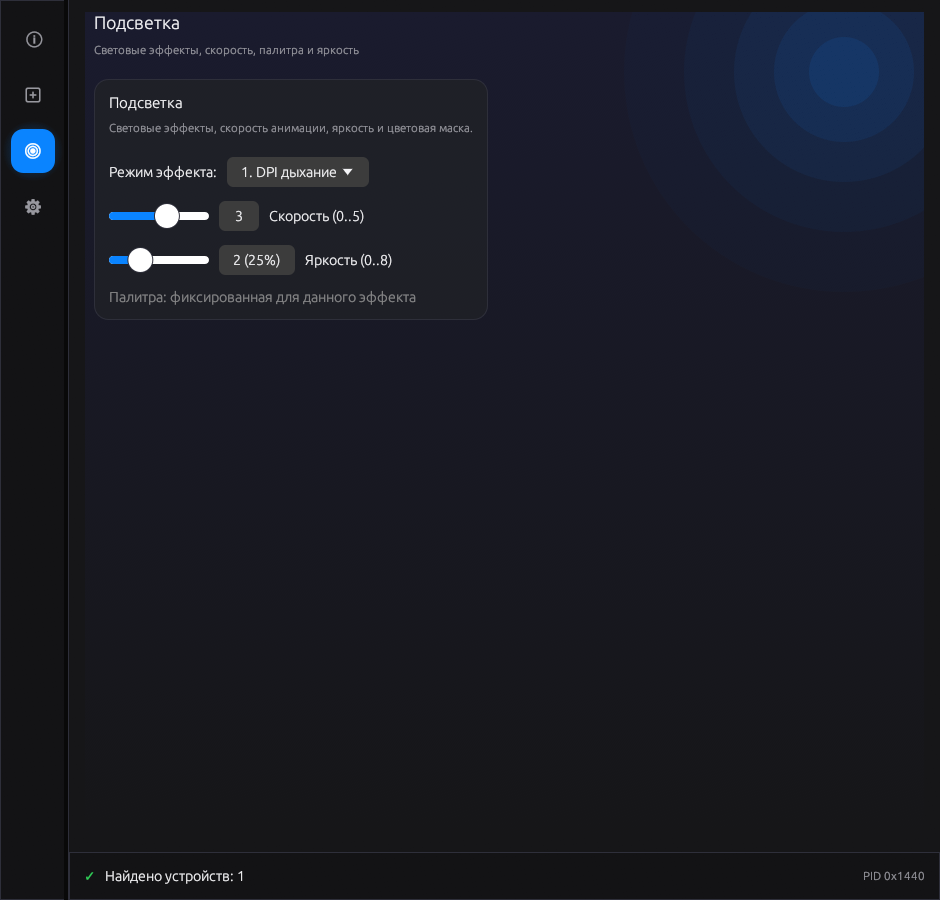 Подсветка
Световые эффекты, скорость, палитра и яркость
Подсветка
Световые эффекты, скорость анимации, яркость и цветовая маска.
Режим эффекта: 1. DPI дыхание
3 Скорость (0..5)
2 (25%) Яркость (0..8)
Палитра: фиксированная для данного эффекта
✓ Найдено устройств: 1
PID 0x1440